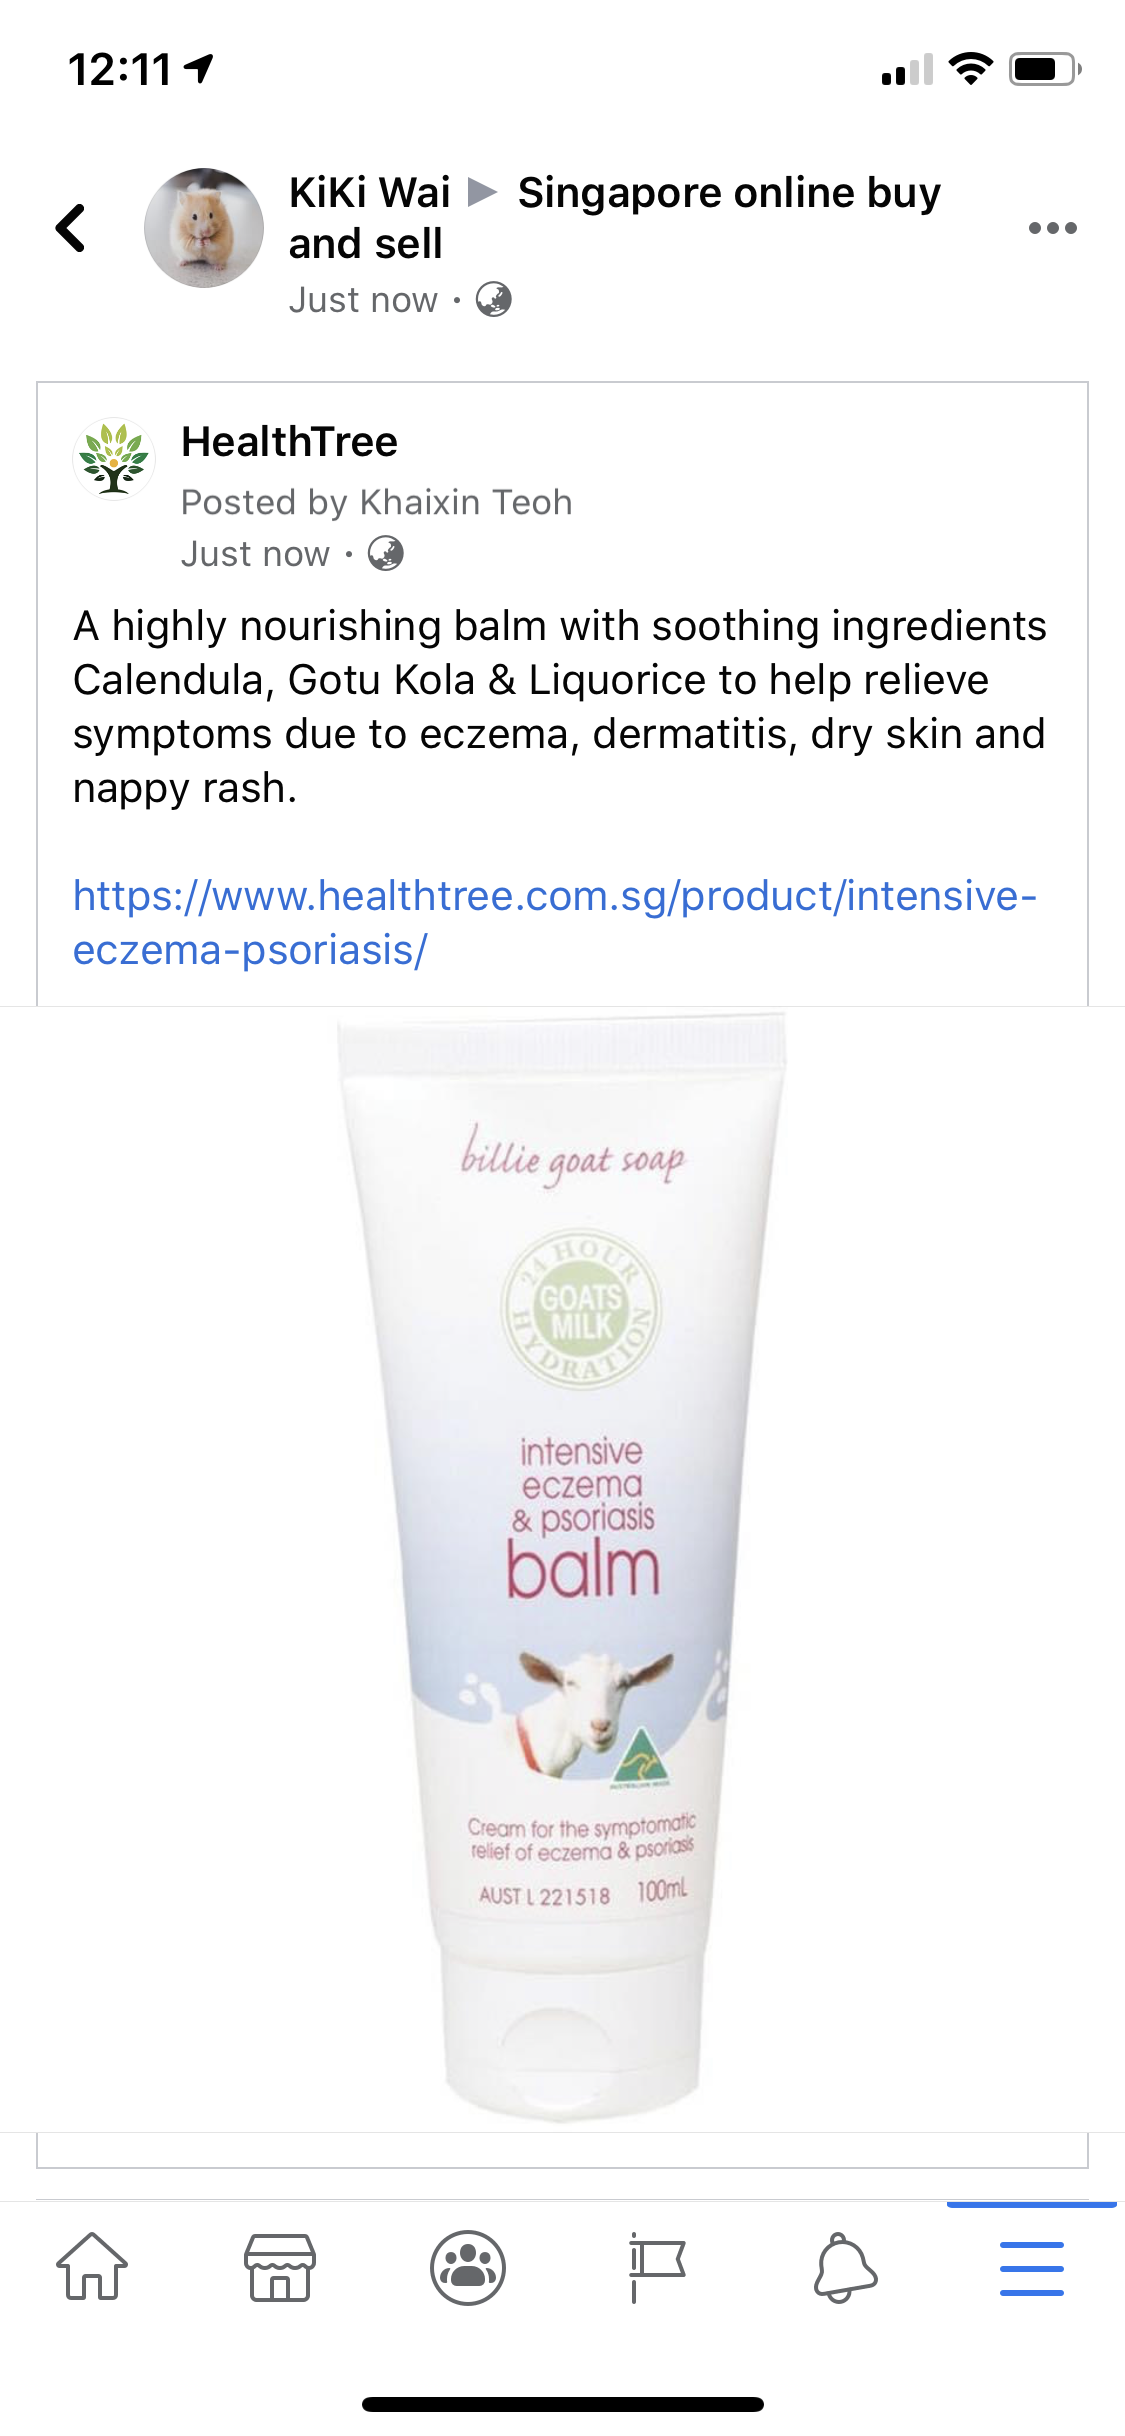 12:11
KiKi Wai ▶ Singapore online buy
and sell
Just now ·
HealthTree
Posted by Khaixin Teoh
Just now ·
A highly nourishing balm with soothing ingredients
Calendula, Gotu Kola & Liquorice to help relieve
symptoms due to eczema, dermatitis, dry skin and
nappy rash.
https://www.healthtree.com.sg/product/intensive-
eczema-psoriasis/
billie goat soap
24 HOUR
GOATS
MILK
HYDRATION
intensive
eczema
& psoriasis
balm
AUSTRALIAN MADE
Cream for the symptomatic
relief of eczema & psoriasis
AUST L 221518 100mL